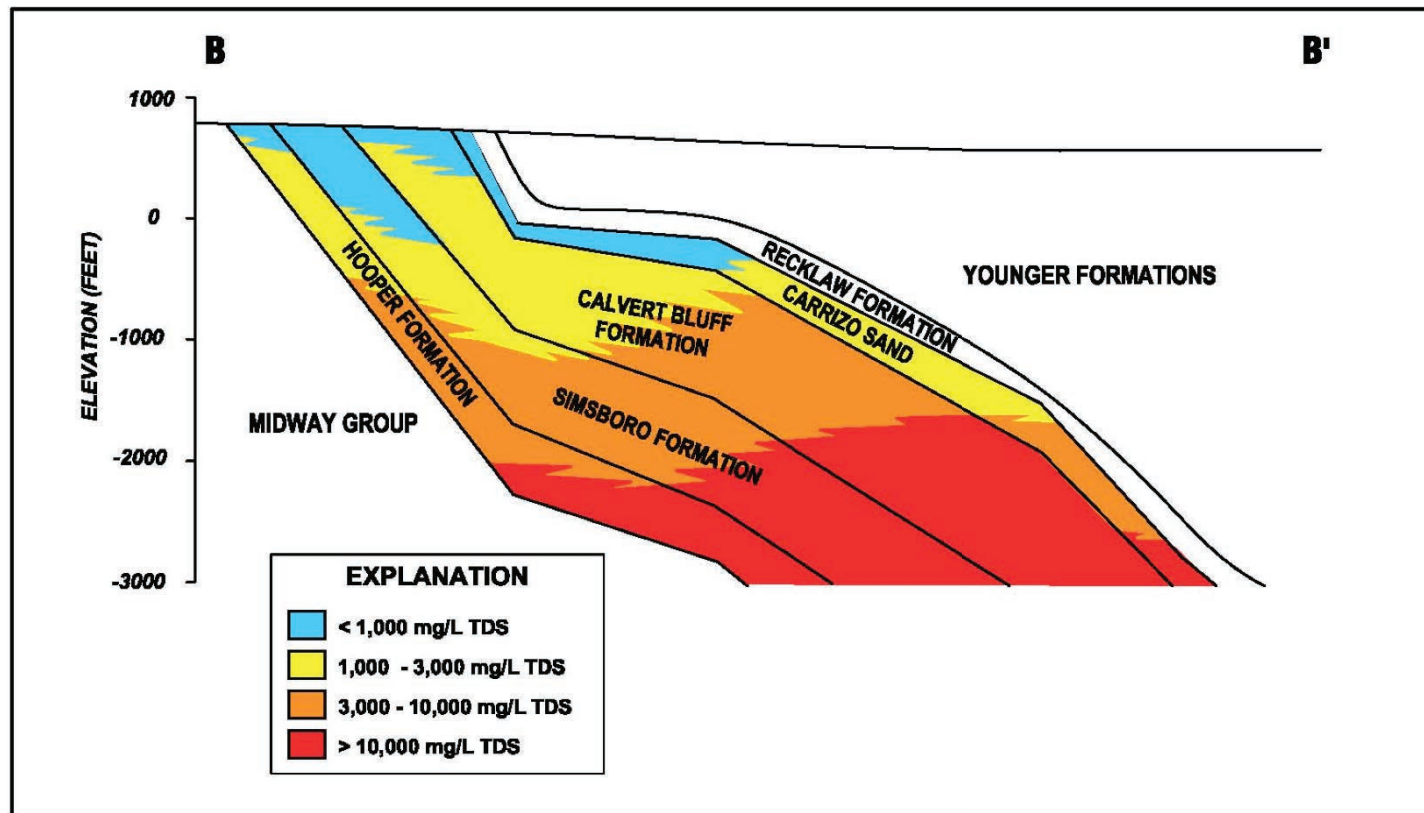 B
B'
1000
0
-1000
-2000
-3000
ELEVATION (FEET)
RECKLAW FORMATION
YOUNGER FORMATIONS
CARRIZO SAND
HOOPER FORMATION
CALVERT BLUFF
FORMATION
SIMSBORO FORMATION
MIDWAY GROUP
EXPLANATION
< 1,000 mg/L TDS
1,000 - 3,000 mg/L TDS
3,000 - 10,000 mg/L TDS
> 10,000 mg/L TDS